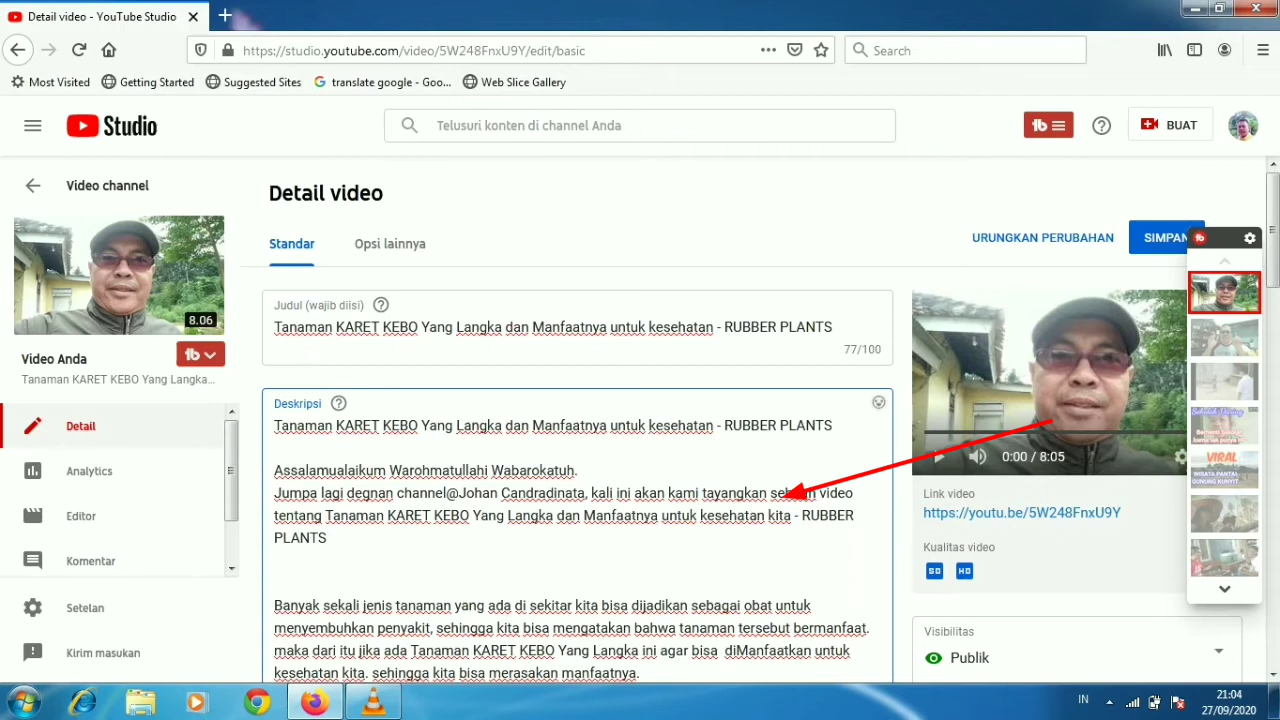 Detail video - YouTube Studio
https://studio.youtube.com/video/5W248FnxU9Y/edit/basic
Search
Most Visited
Getting Started
Suggested Sites
translate google - Goo...
Web Slice Gallery
Studio
Telusuri konten di channel Anda
BUAT
Video channel
8.06
Video Anda
Tanaman KARET KEBO Yang Langka...
Detail
Analytics
Editor
Komentar
Setelan
Kirim masukan
Detail video
Standar
Opsi lainnya
URUNGKAN PERUBAHAN
SIMPAN
Judul (wajib diisi)
Tanaman KARET KEBO Yang Langka dan Manfaatnya untuk kesehatan - RUBBER PLANTS
77/100
Deskripsi
Tanaman KARET KEBO Yang Langka dan Manfaatnya untuk kesehatan - RUBBER PLANTS
Assalamualaikum Warohmatullahi Wabarokatuh.
Jumpa lagi degnan channel@Johan Candradinata, kali ini akan kami tayangkan video
tentang Tanaman KARET KEBO Yang Langka dan Manfaatnya untuk kesehatan kita - RUBBER
PLANTS
Banyak sekali jenis tanaman yang ada di sekitar kita bisa dijadikan sebagai obat untuk
menyembuhkan penyakit, sehingga kita bisa mengatakan bahwa tanaman tersebut bermanfaat.
maka dari itu jika ada Tanaman KARET KEBO Yang Langka ini agar bisa diManfaatkan untuk
kesehatan kita. sehingga kita bisa merasakan manfaatnya.
0:00 / 8:05
Link video
https://youtu.be/5W248FnxU9Y
Kualitas video
SD HD
Visibilitas
Publik
VIRAL
IN
21:04
27/09/2020